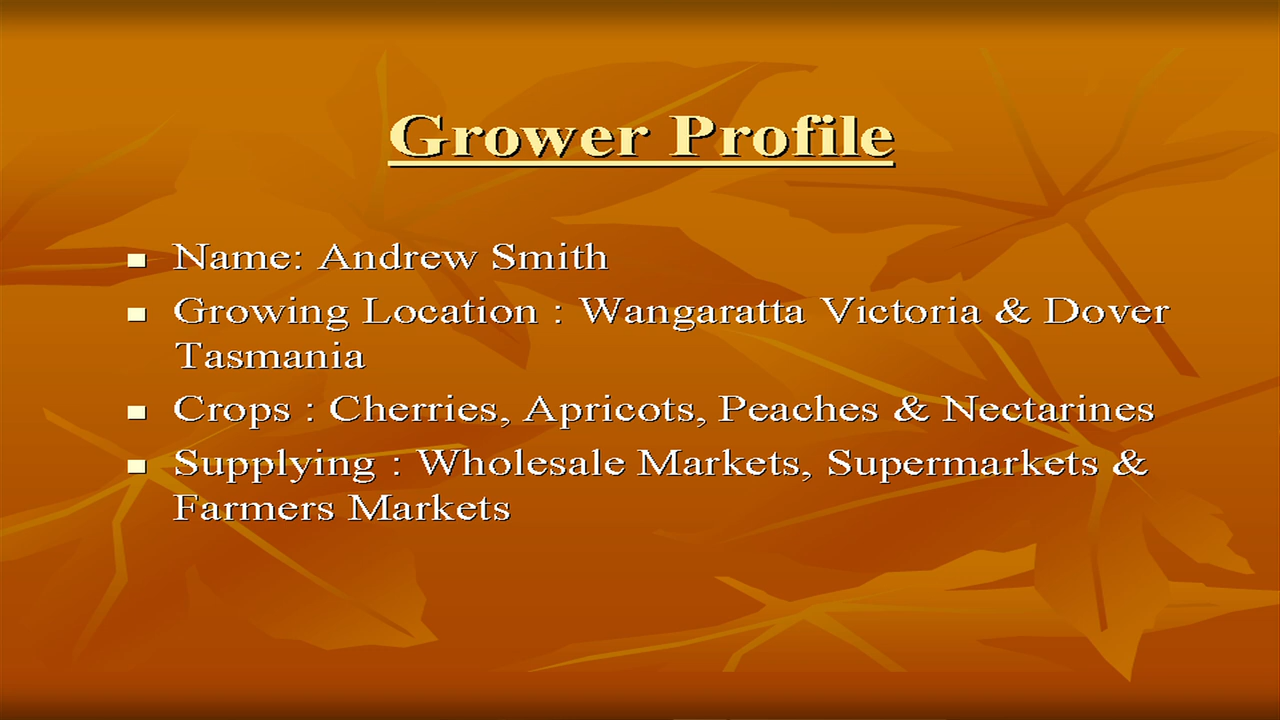 Grower Profile
Name: Andrew Smith
Growing Location : Wangaratta Victoria & Dover
Tasmania
Crops : Cherries, Apricots, Peaches & Nectarines
Supplying : Wholesale Markets, Supermarkets &
Farmers Markets